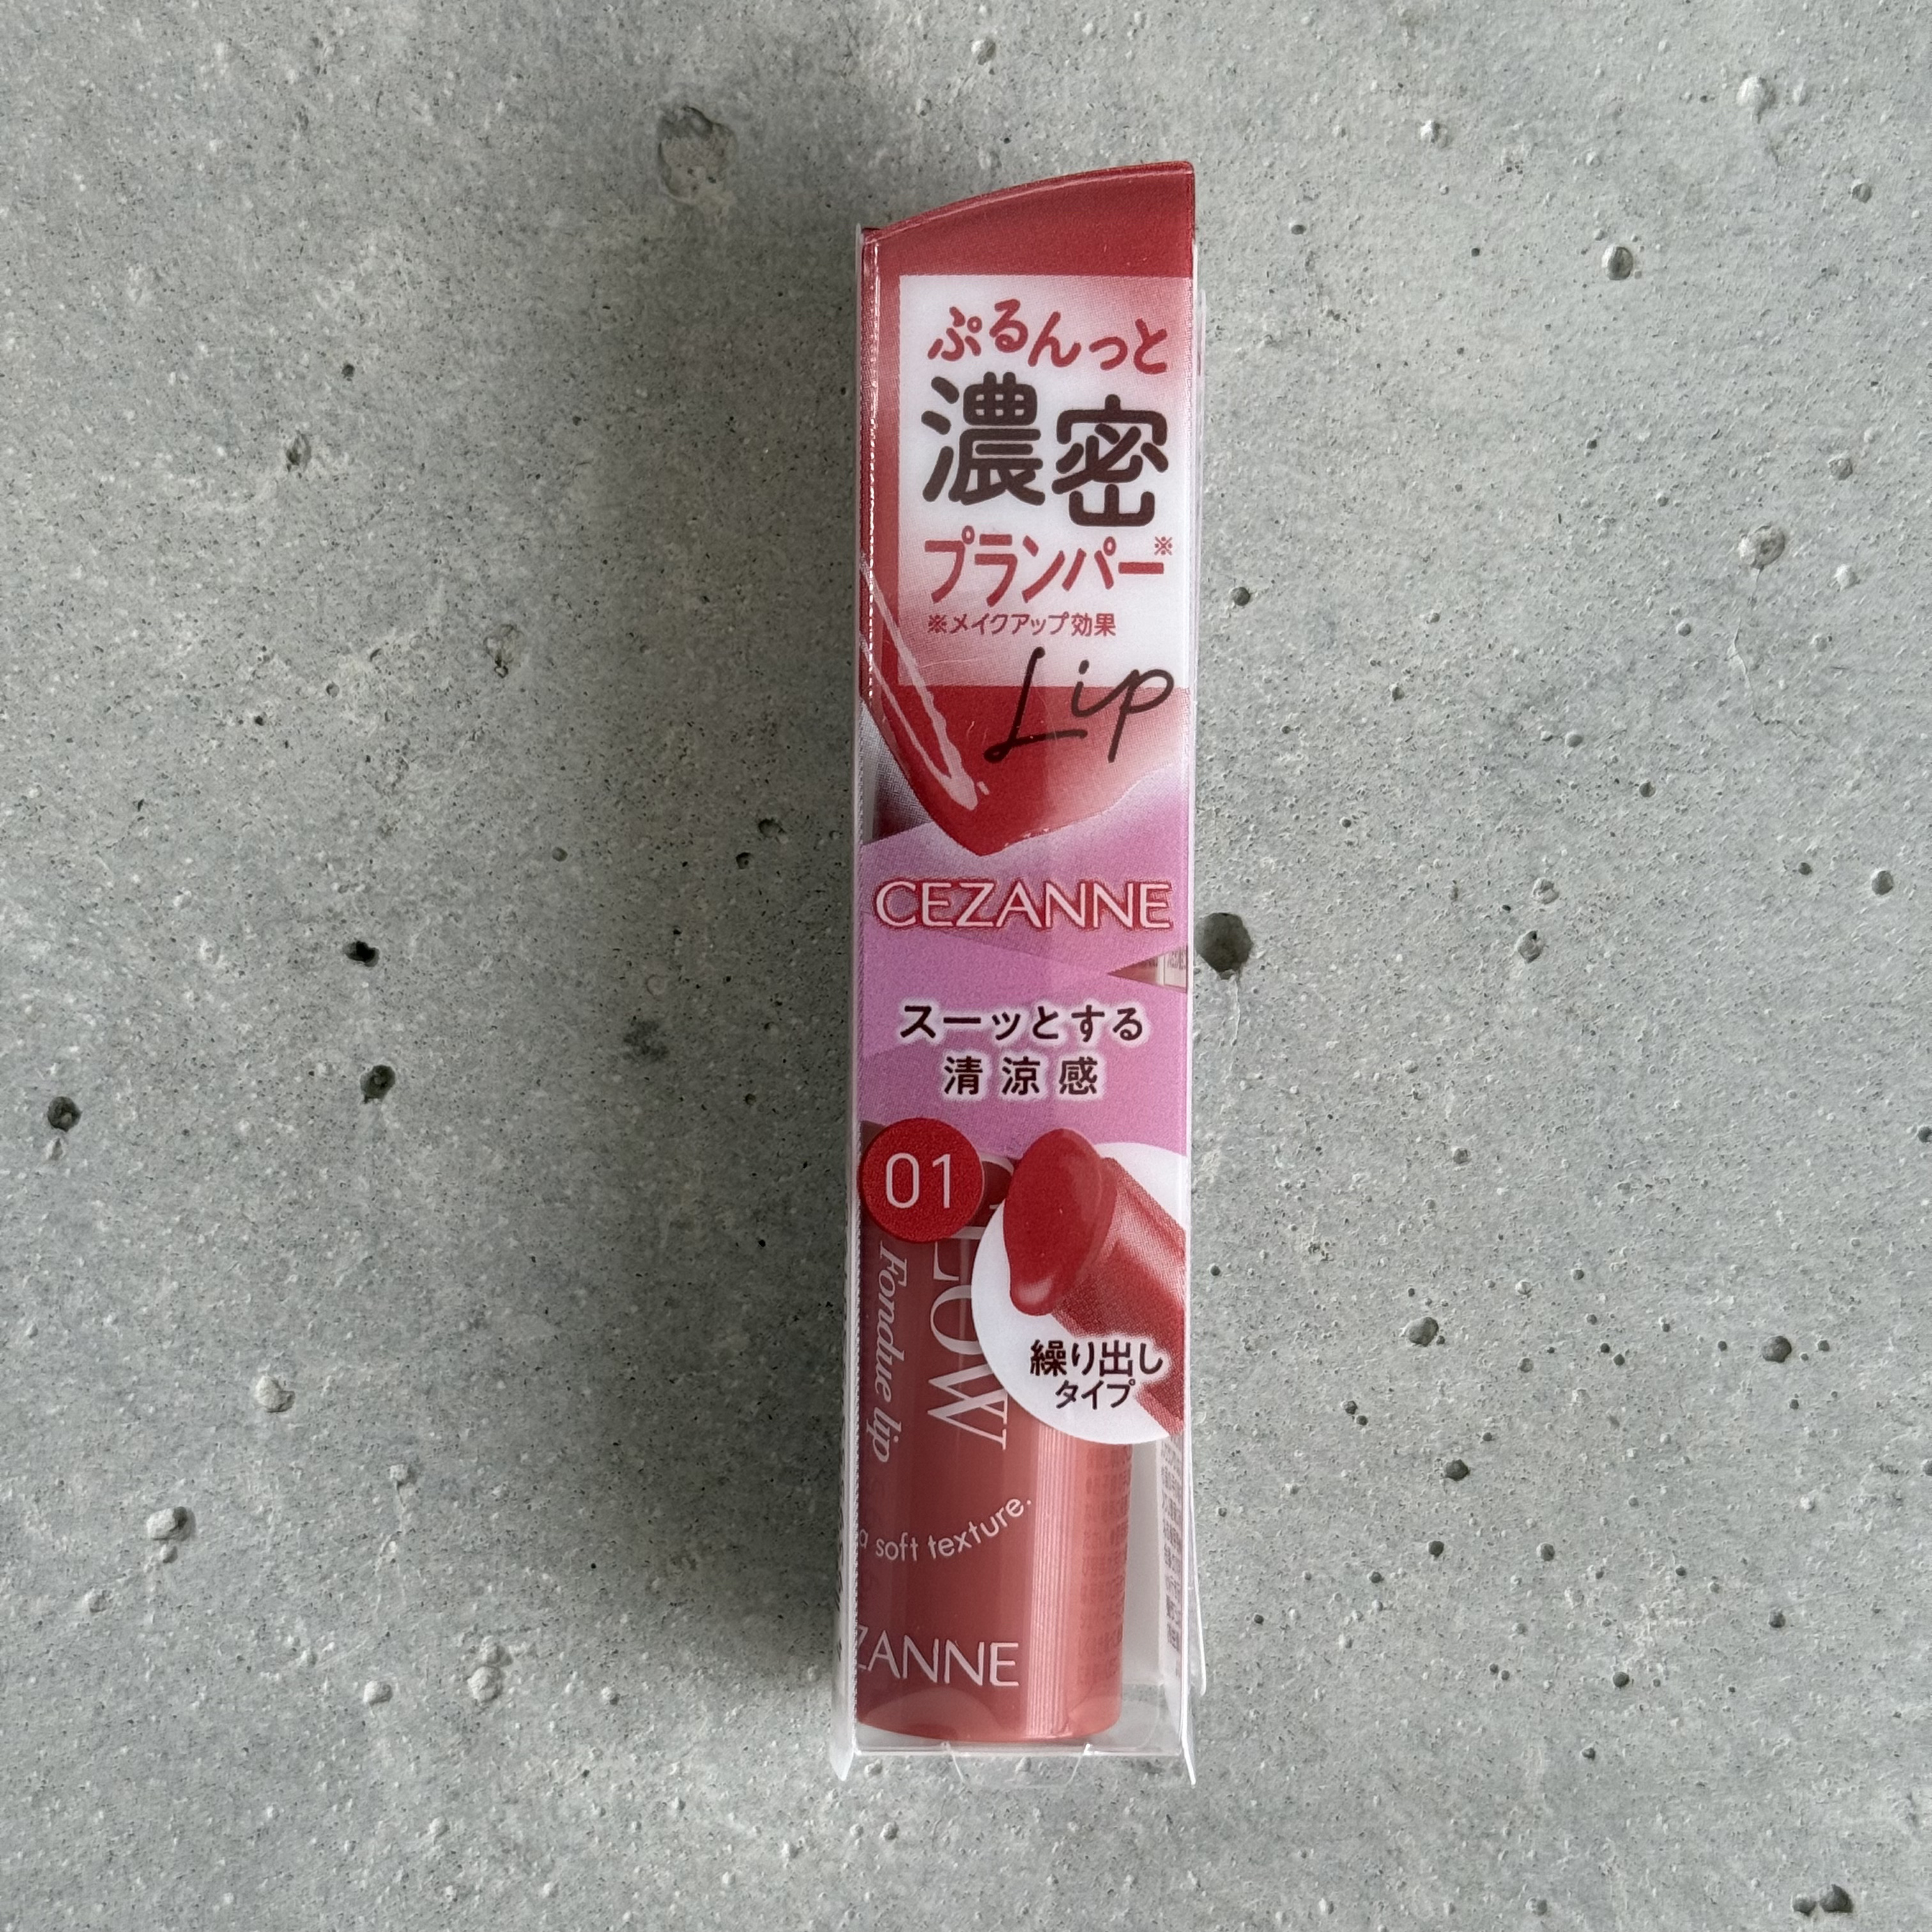 ぷるんっと
濃密
プランパー※
※メイクアップ効果
Lip
CEZANNE
スーッとする
清涼感
01
LOW
Fondue lip
繰り出し
タイプ
a soft texture.
ZANNE